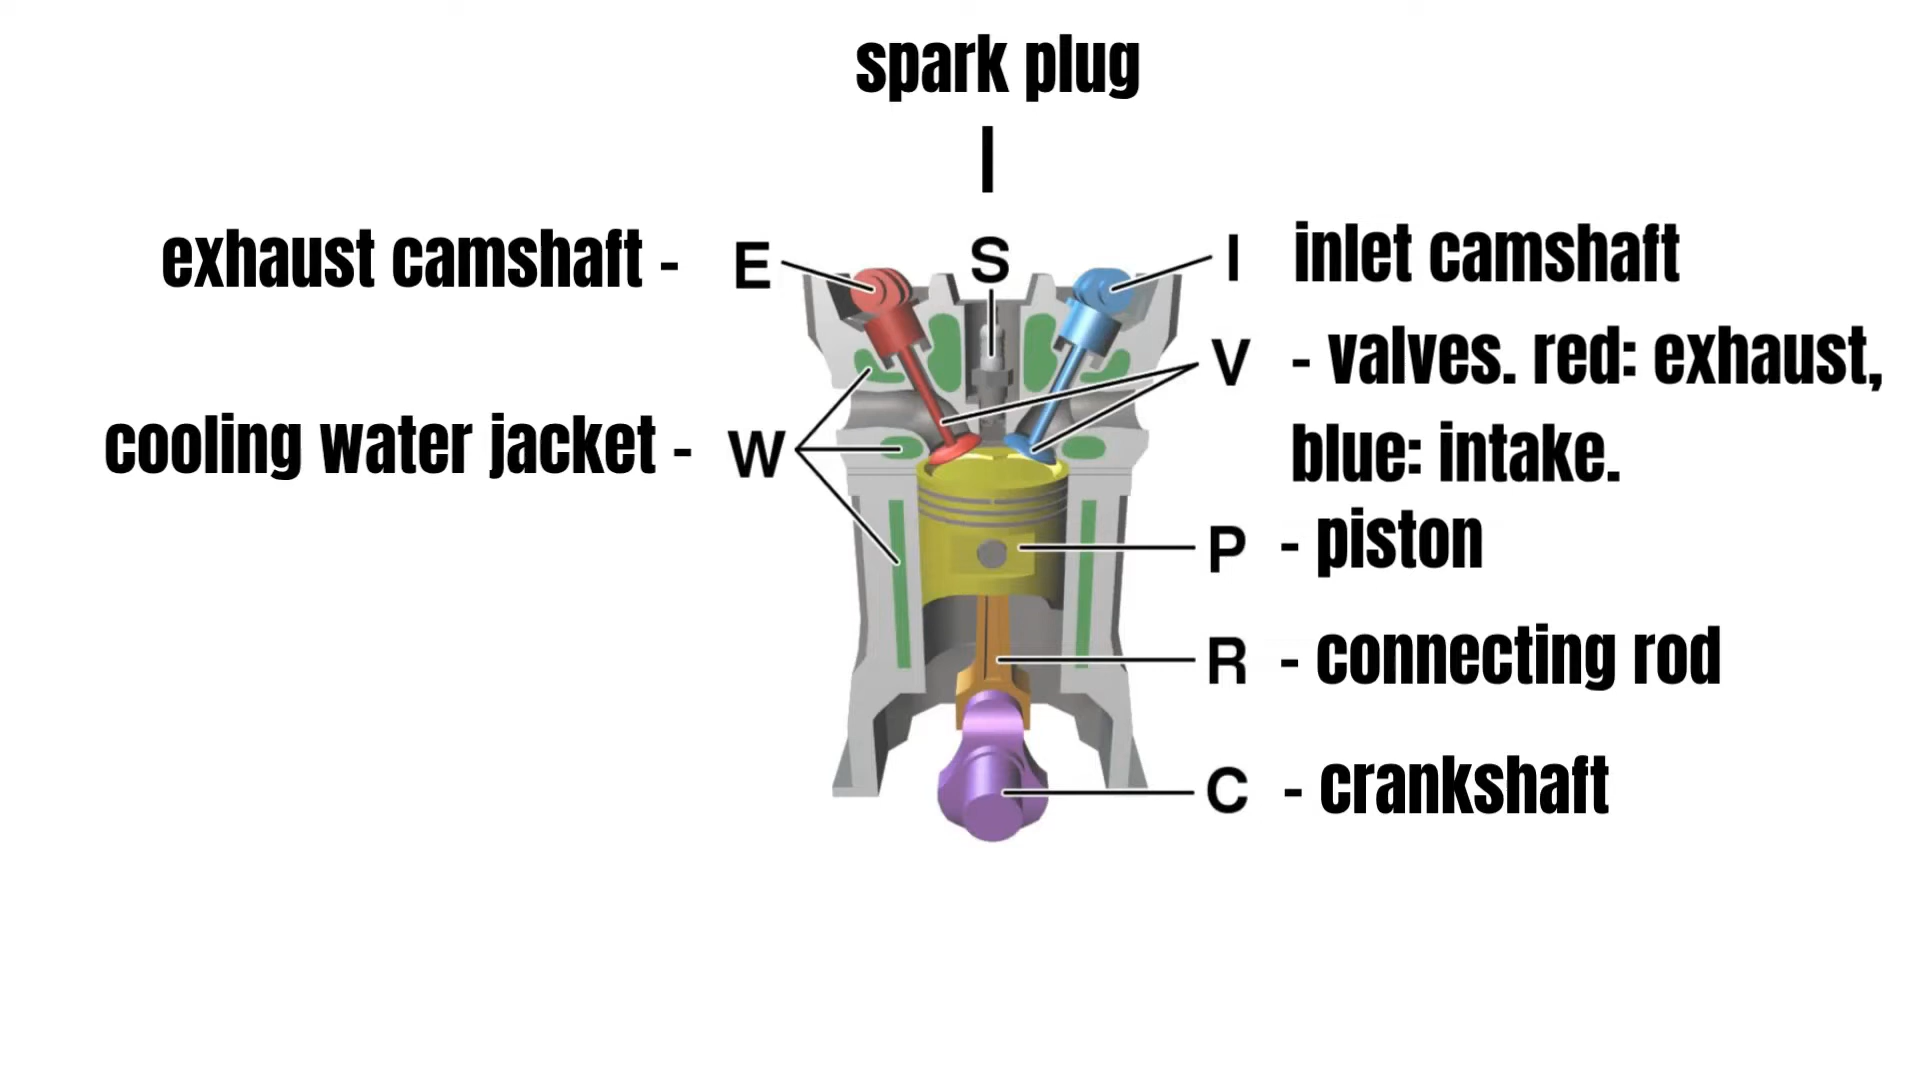 spark plug
|
exhaust camshaft - E
S
I inlet camshaft
V - valves. red: exhaust,
blue: intake.
cooling water jacket - W
P - piston
R - connecting rod
C - crankshaft